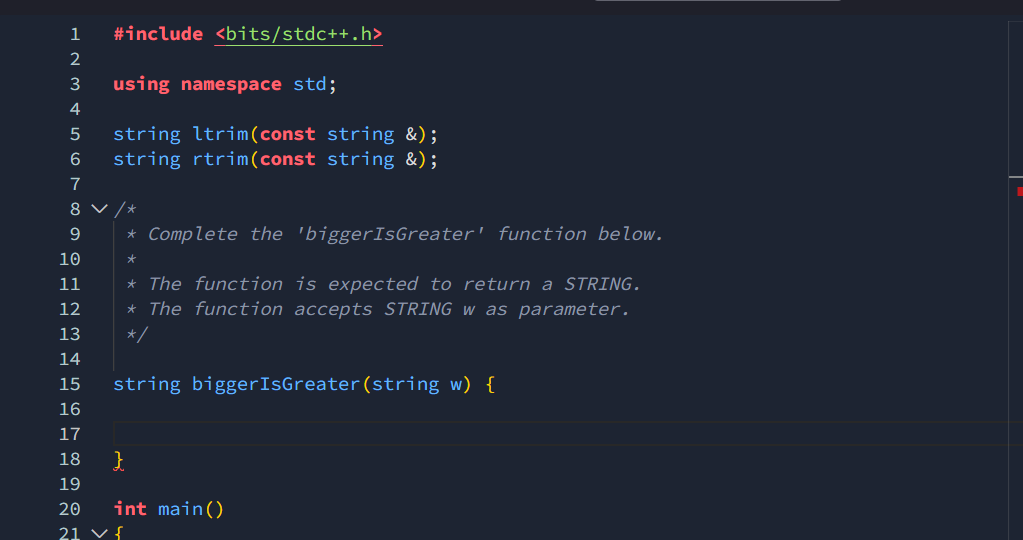 1 #include <bits/stdc++.h>
2
3 using namespace std;
4
5 string ltrim(const string &);
6 string rtrim(const string &);
7
8 /*
9 * Complete the 'biggerIsGreater' function below.
10 *
11 * The function is expected to return a STRING.
12 * The function accepts STRING w as parameter.
13 */
14
15 string biggerIsGreater(string w) {
16
17
18 }
19
20 int main()
21 {